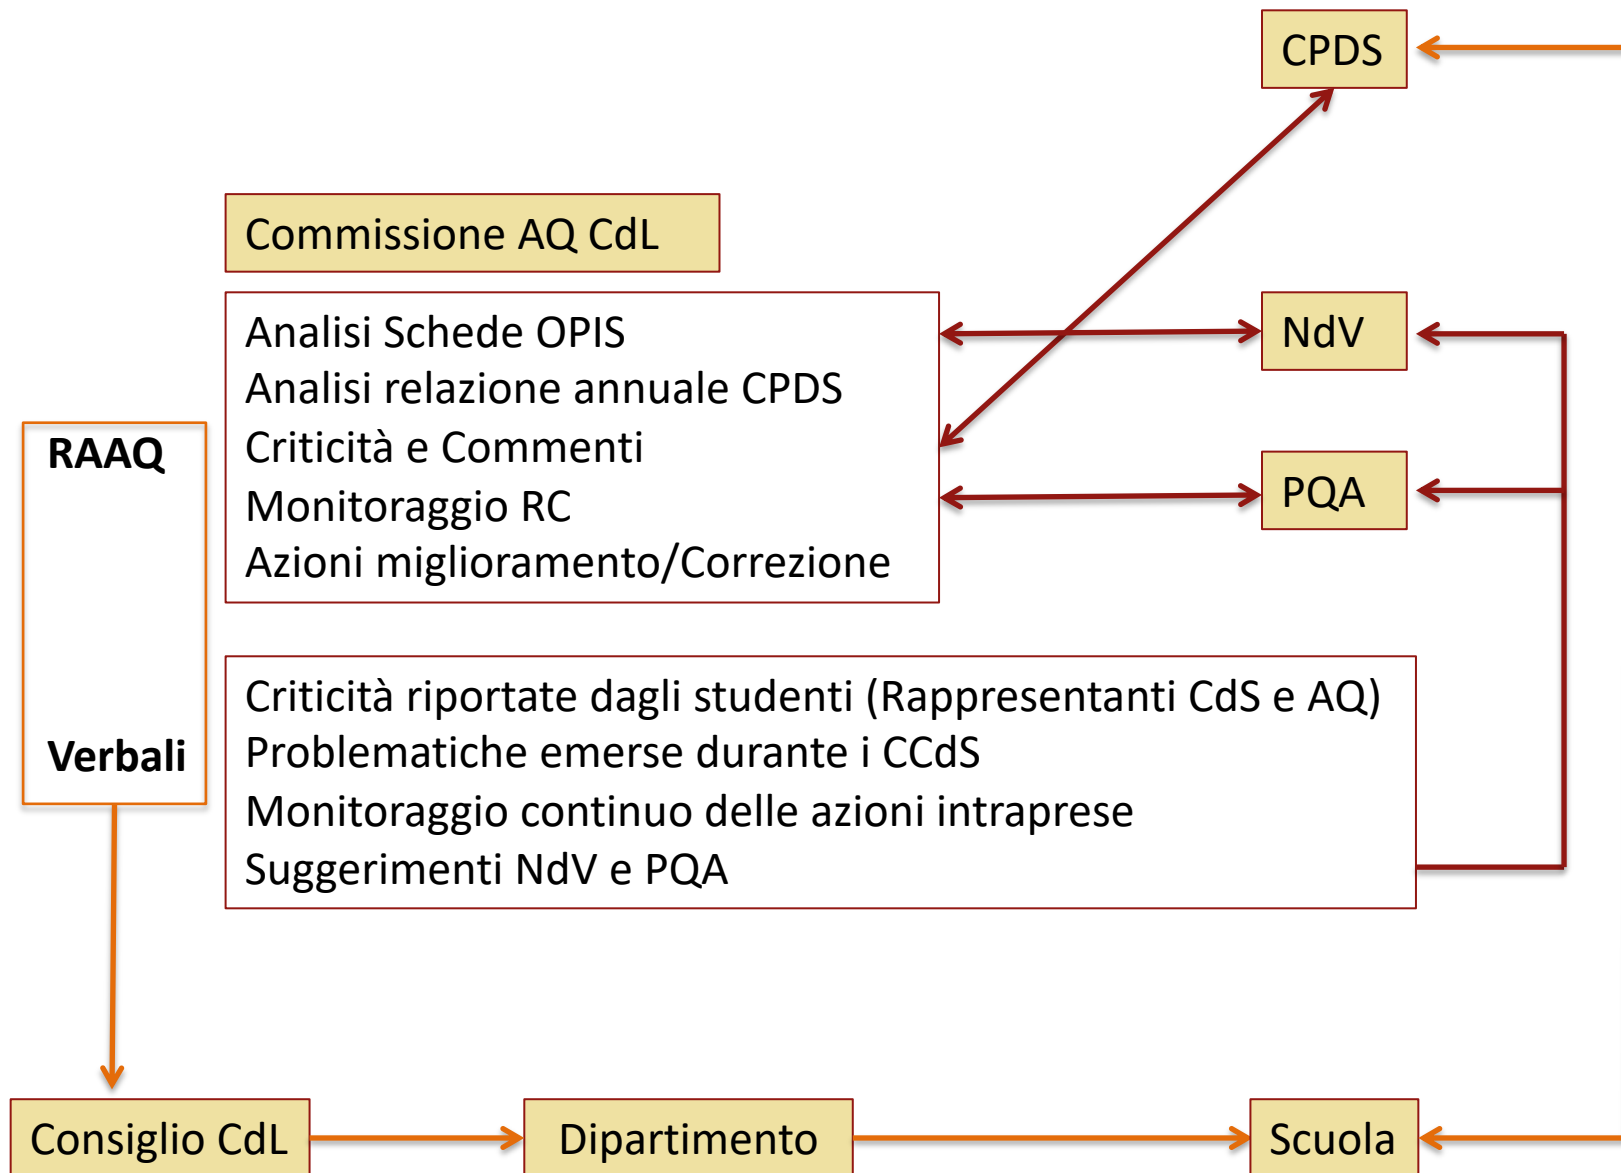 CPDS
Commissione AQ CdL
Analisi Schede OPIS
Analisi relazione annuale CPDS
Criticità e Commenti
Monitoraggio RC
Azioni miglioramento/Correzione
NdV
PQA
RAAQ
Verbali
Criticità riportate dagli studenti (Rappresentanti CdS e AQ)
Problematiche emerse durante i CCdS
Monitoraggio continuo delle azioni intraprese
Suggerimenti NdV e PQA
Consiglio CdL
Dipartimento
Scuola